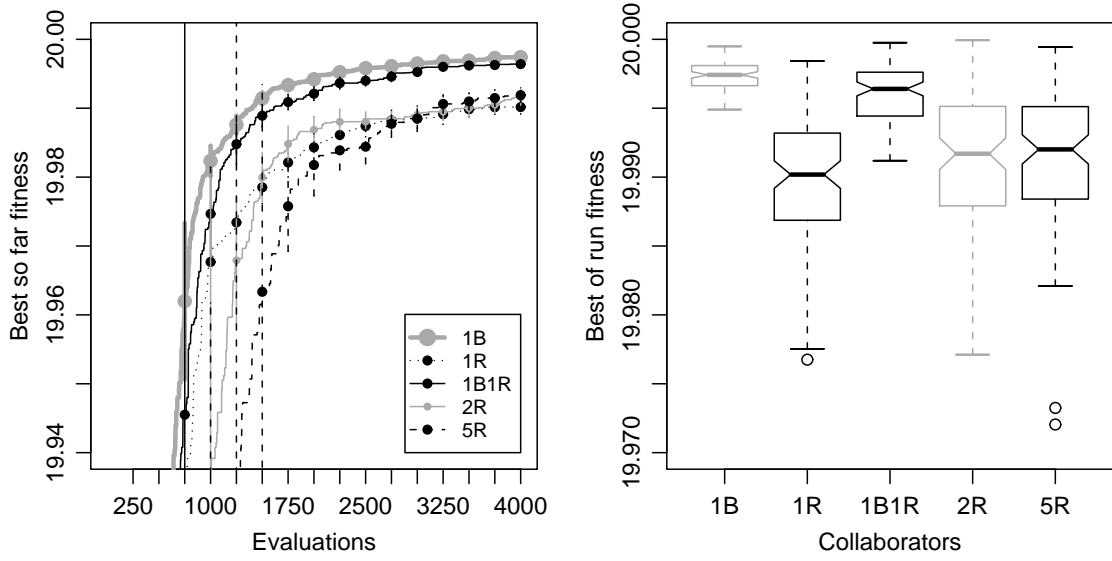 20.00
19.98
19.96
19.94
Best so far fitness
250
1000
1750
2500
3250
4000
Evaluations
1B
1R
1B1R
2R
5R
20.000
19.990
19.980
19.970
Best of run fitness
1B
1R
1B1R
2R
5R
Collaborators